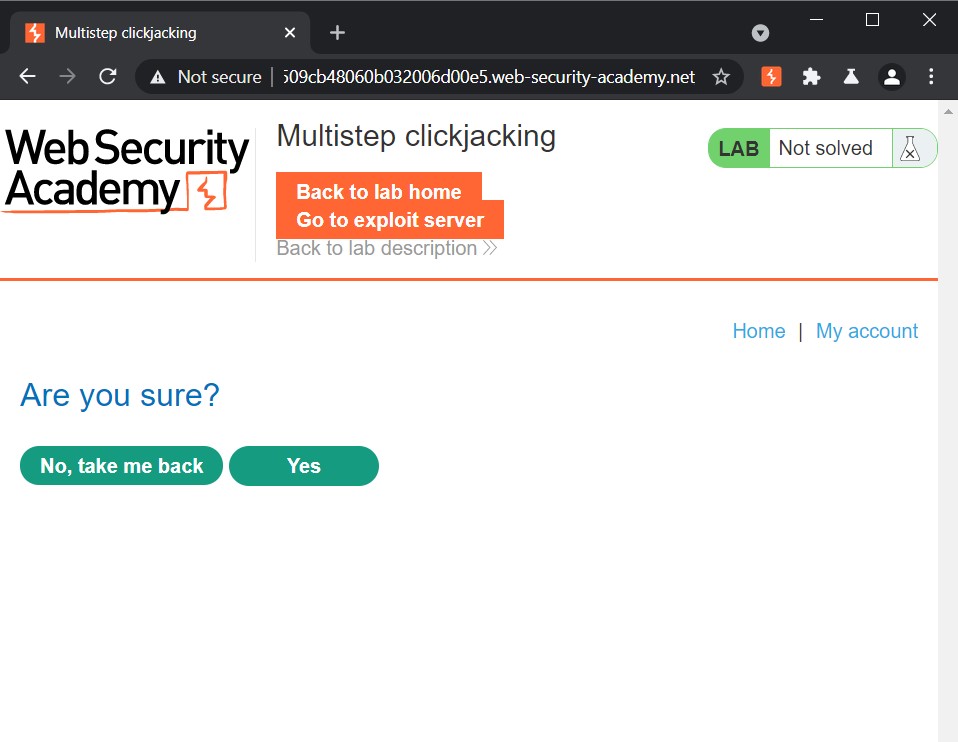 Multistep clickjacking
Not secure | 509cb48060b032006d00e5.web-security-academy.net
Web Security
Academy
Multistep clickjacking
LAB Not solved
Back to lab home
Go to exploit server
Back to lab description
Home | My account
Are you sure?
No, take me back Yes